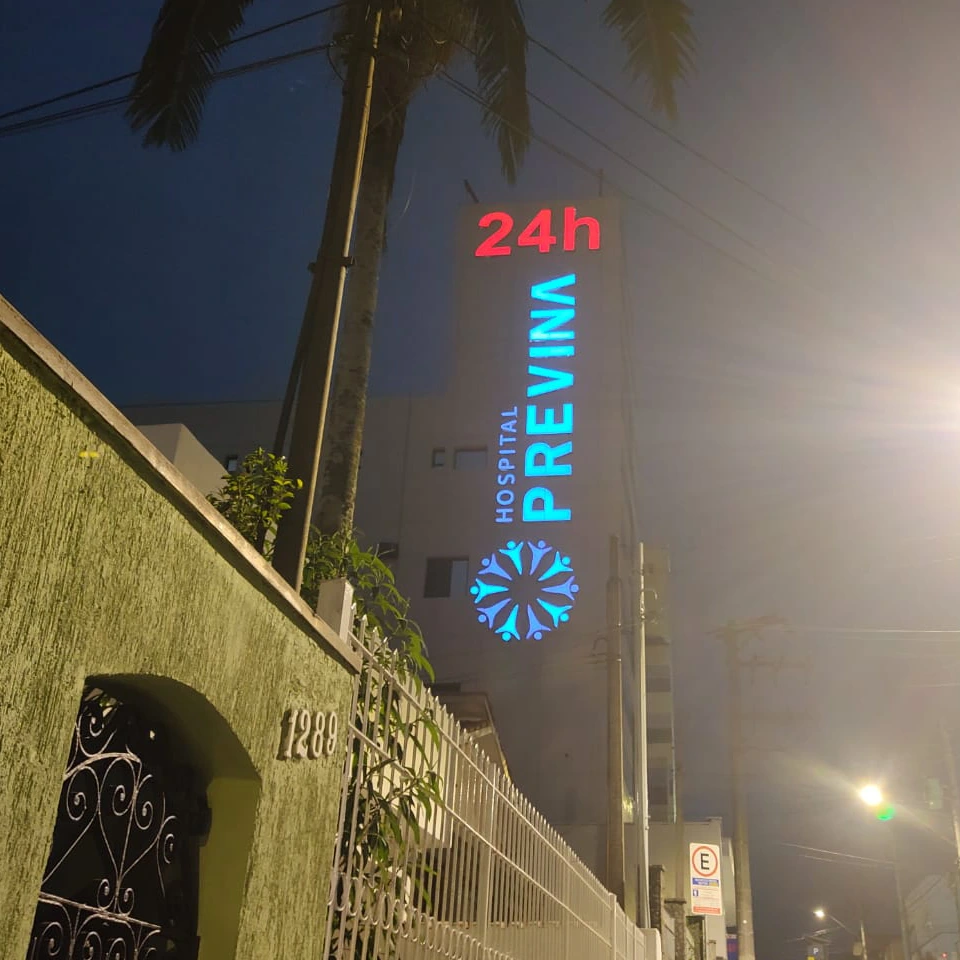 24h
HOSPITAL
PREVINA
1289
E